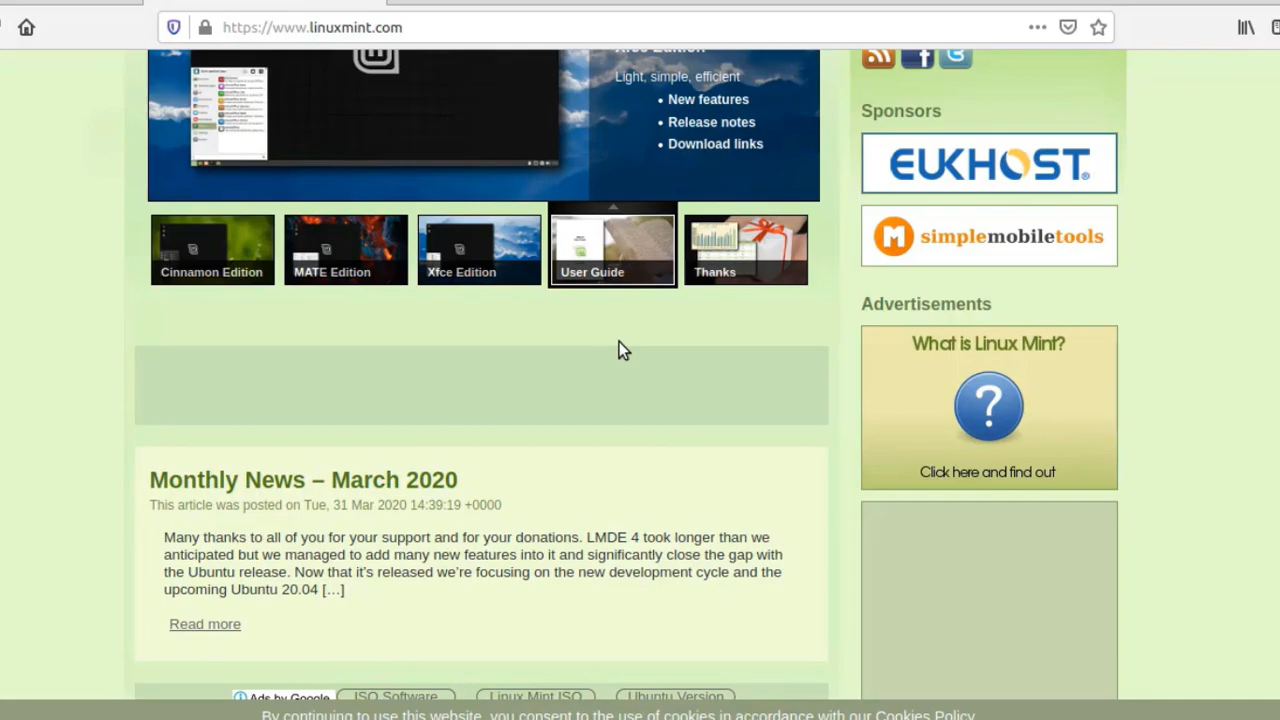 https://www.linuxmint.com
Xfce Edition
Light, simple, efficient
• New features
• Release notes
• Download links
Cinnamon Edition
MATE Edition
Xfce Edition
User Guide
Thanks
Monthly News – March 2020
This article was posted on Tue, 31 Mar 2020 14:39:19 +0000
Many thanks to all of you for your support and for your donations. LMDE 4 took longer than we
anticipated but we managed to add many new features into it and significantly close the gap with
the Ubuntu release. Now that it's released we're focusing on the new development cycle and the
upcoming Ubuntu 20.04 […]
Read more
Ads by Google
ISO Software
Linux Mint ISO
Ubuntu Version
Sponsors
EUKHOST®
simplemobiletools
Advertisements
What is Linux Mint?
?
Click here and find out
By continuing to use this website, you consent to the use of cookies in accordance with our Cookies Policy.